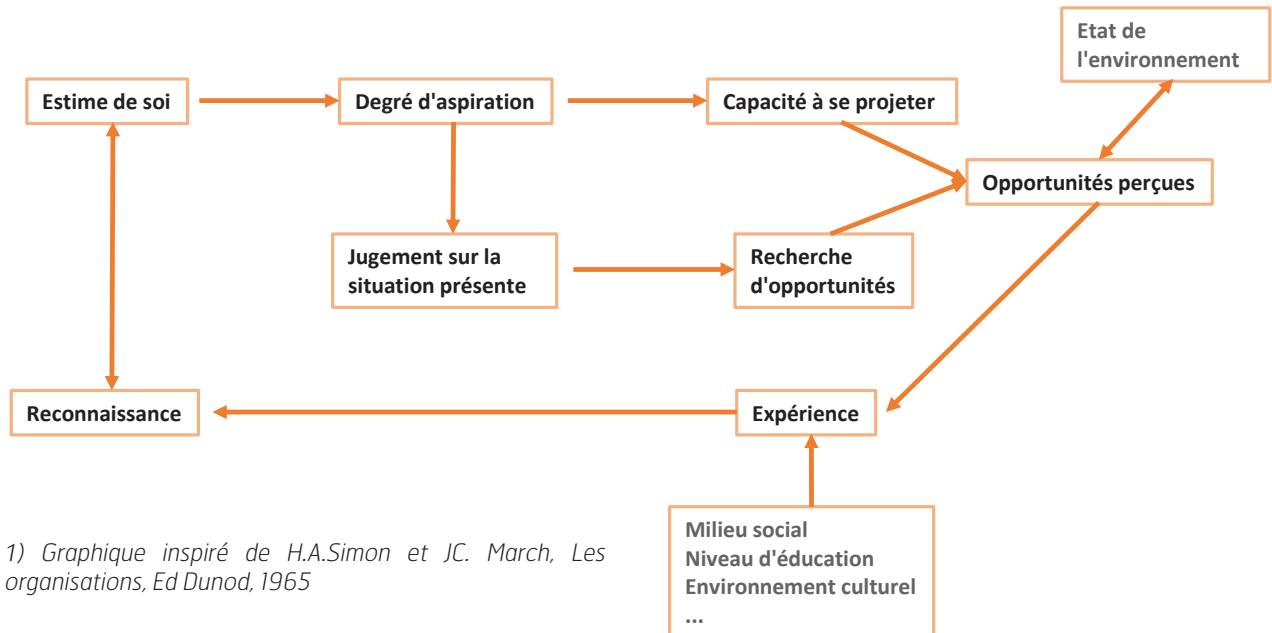 Etat de
l'environnement
Estime de soi
Degré d'aspiration
Capacité à se projeter
Opportunités perçues
Jugement sur la
situation présente
Recherche
d'opportunités
Reconnaissance
Expérience
Milieu social
Niveau d'éducation
Environnement culturel
...
1) Graphique inspiré de H.A.Simon et JC. March, Les
organisations, Ed Dunod, 1965